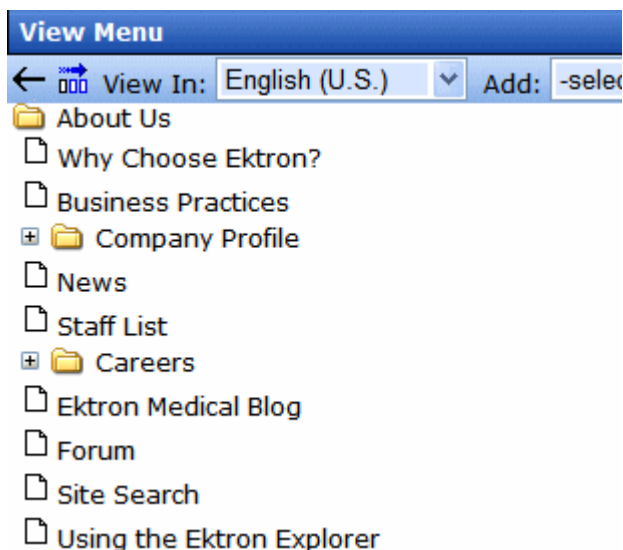 View Menu
View In: English (U.S.) Add: -selec
About Us
Why Choose Ektron?
Business Practices
Company Profile
News
Staff List
Careers
Ektron Medical Blog
Forum
Site Search
Using the Ektron Explorer